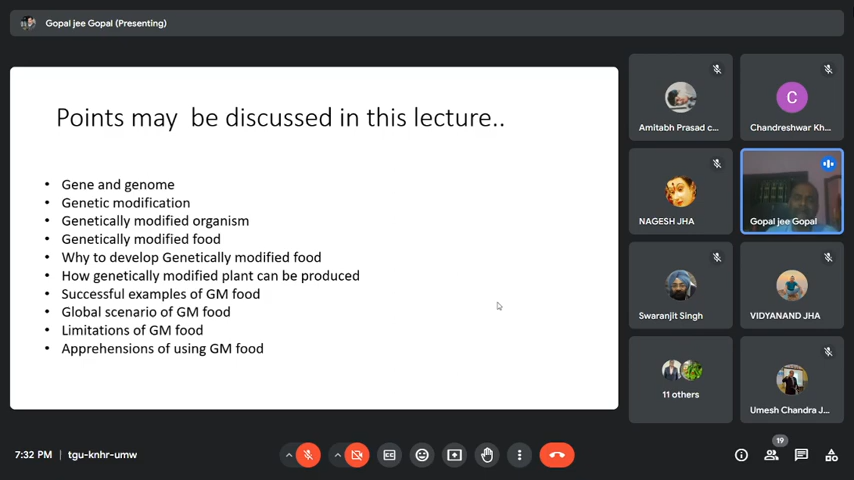 Gopal jee Gopal (Presenting)
Points may be discussed in this lecture..
• Gene and genome
• Genetic modification
• Genetically modified organism
• Genetically modified food
• Why to develop Genetically modified food
• How genetically modified plant can be produced
• Successful examples of GM food
• Global scenario of GM food
• Limitations of GM food
• Apprehensions of using GM food
Amitabh Prasad c...
C
Chandreshwar Kh...
NAGESH JHA
Gopal jee Gopal
Swaranjit Singh
VIDYANAND JHA
11 others
Umesh Chandra J...
7:32 PM | tgu-knhr-umw
CC
19